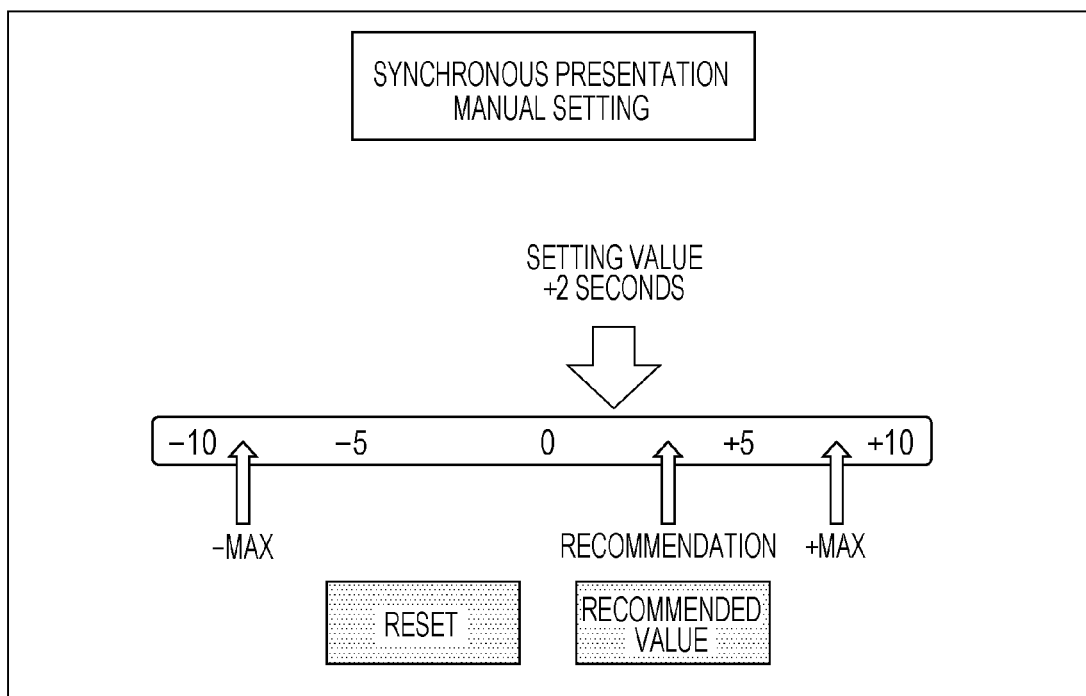 SYNCHRONOUS PRESENTATION
MANUAL SETTING
SETTING VALUE
+2 SECONDS
−10 −5 0 +5 +10
−MAX RECOMMENDATION +MAX
RESET
RECOMMENDED
VALUE